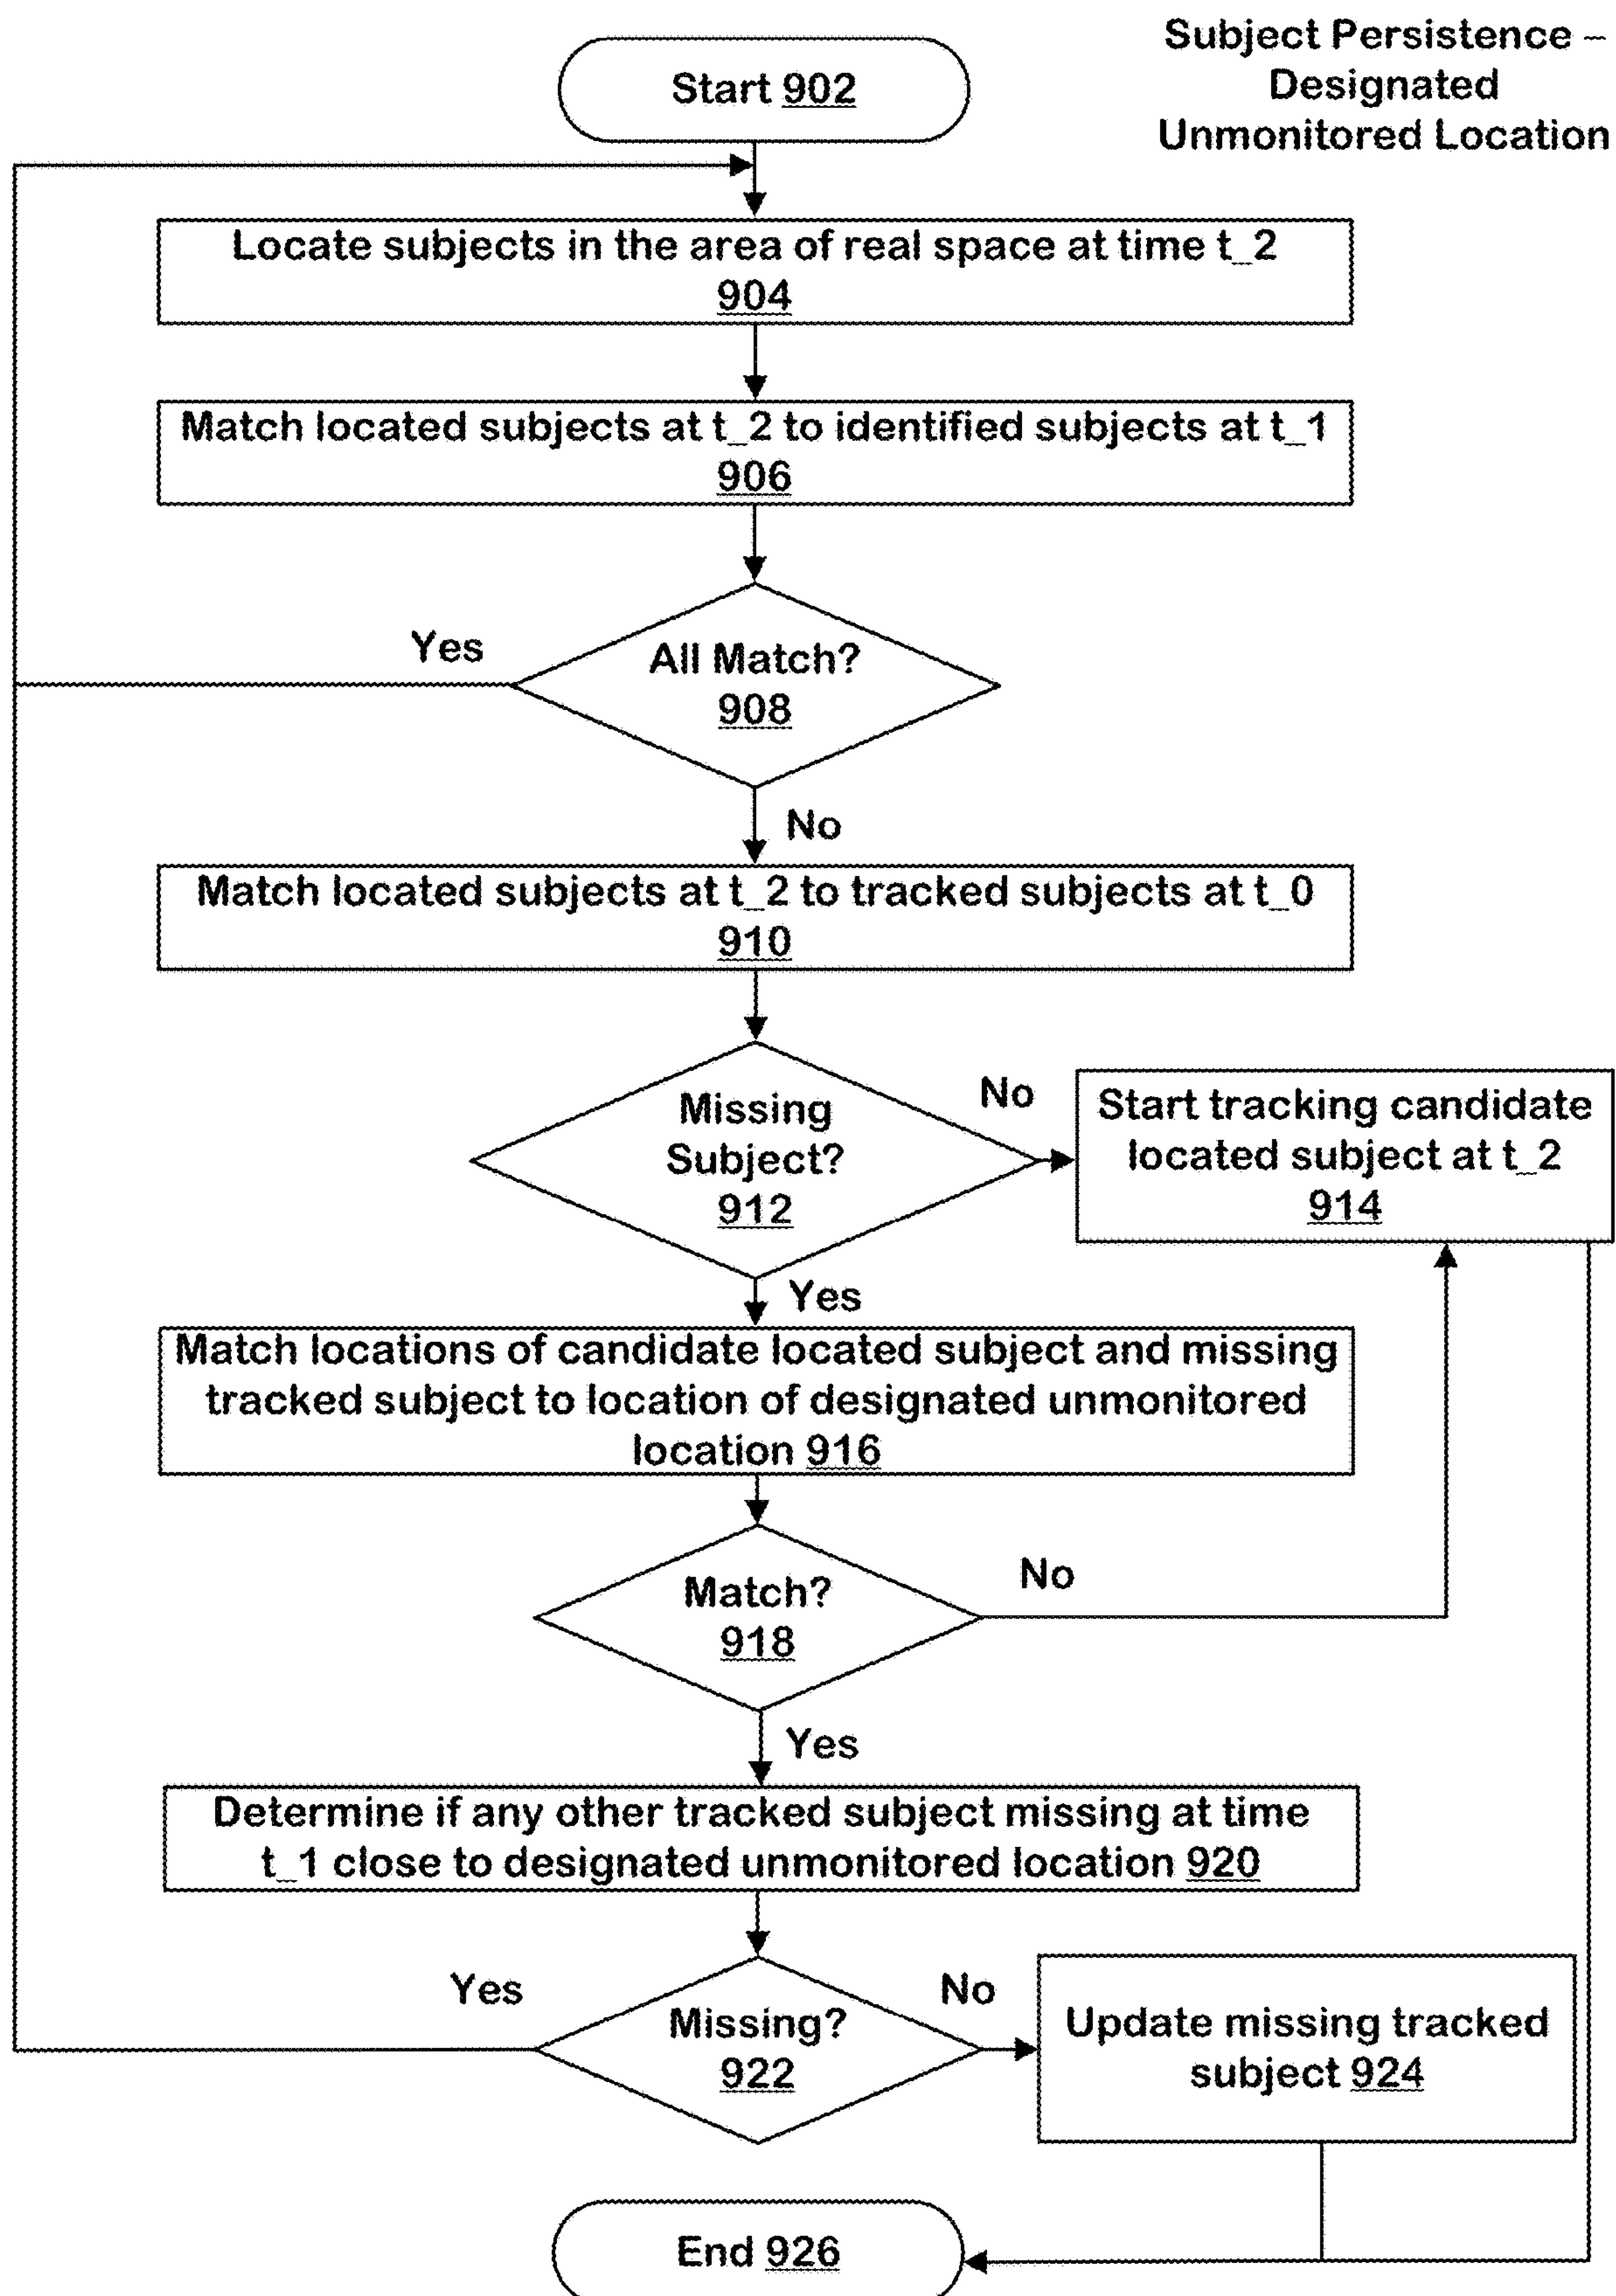 Subject Persistence –
Designated
Unmonitored Location
Start 902
Locate subjects in the area of real space at time t_2
904
Match located subjects at t_2 to identified subjects at t_1
906
Yes
All Match?
908
No
Match located subjects at t_2 to tracked subjects at t_0
910
Missing
Subject?
912
No
Start tracking candidate
located subject at t_2
914
Yes
Match locations of candidate located subject and missing
tracked subject to location of designated unmonitored
location 916
Match?
918
No
Yes
Determine if any other tracked subject missing at time
t_1 close to designated unmonitored location 920
Yes
Missing?
922
No
Update missing tracked
subject 924
End 926